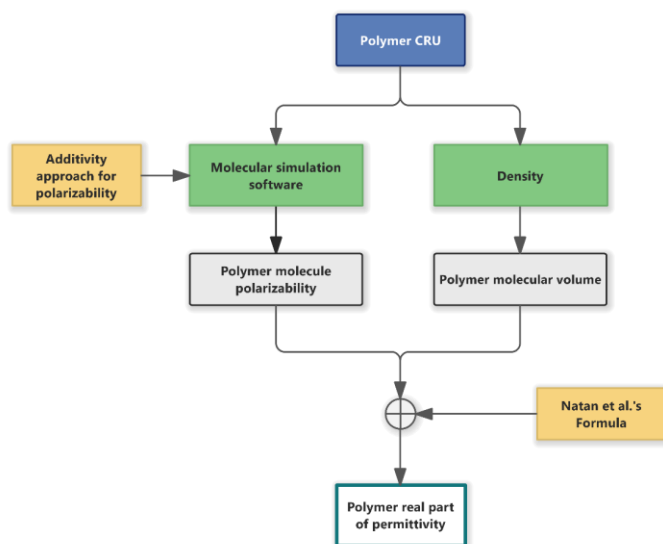 Polymer CRU
Additivity
approach for
polarizability
Molecular simulation
software
Density
Polymer molecule
polarizability
Polymer molecular volume
Natan et al.'s
Formula
Polymer real part
of permittivity